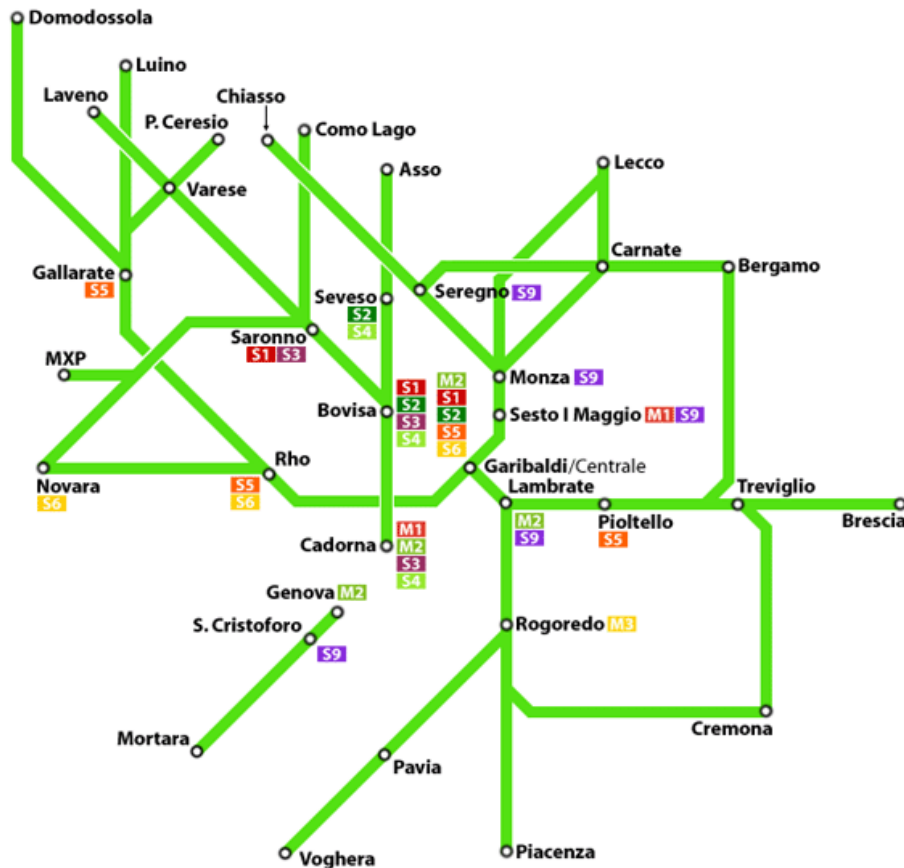 Domodossola
Luino
Laveno
Chiasso
P. Ceresio
Como Lago
Asso
Lecco
Varese
Carnate
Gallarate
S5
Bergamo
Seveso
S2
S4
Seregno S9
Saronno
S1 S3
MXP
Monza S9
Bovisa
S1
S2
S3
S4
M2
S1
S2
S5
S6
Sesto I Maggio M1 S9
Rho
S5
S6
Garibaldi/Centrale
Novara
S6
Lambrate
M2
S9
Pioltello
S5
Treviglio
Brescia
Cadorna
M1
M2
S3
S4
Genova M2
S. Cristoforo
S9
Rogoredo M3
Mortara
Cremona
Pavia
Voghera
Piacenza